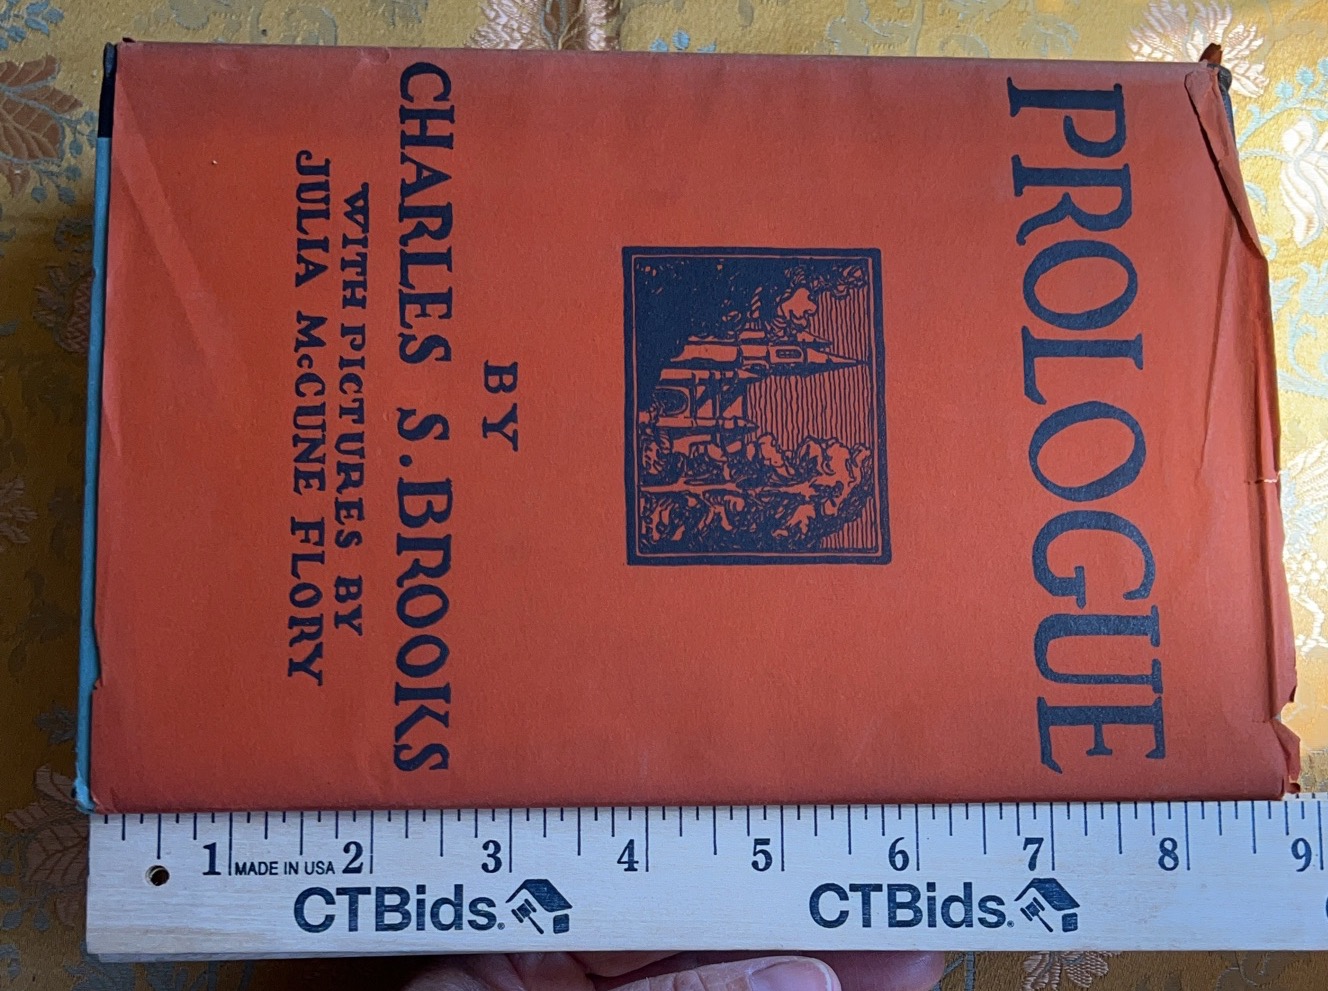 PROLOGUE
BY
CHARLES S. BROOKS
WITH PICTURES BY
JULIA McCUNE FLORY
1 MADE IN USA 2 3 4 5 6 7 8 9
CTBids. CTBids.